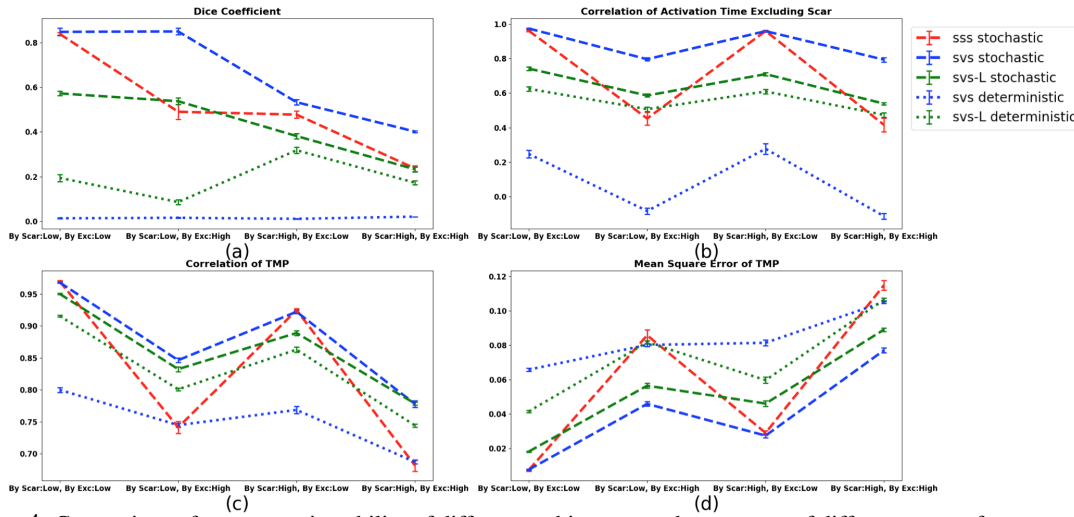 Dice Coefficient
0.8
0.6
0.4
0.2
0.0
By Scar:Low, By Exc:Low
By Scar:Low, By Exc:High
By Scar:High, By Exc:Low
By Scar:High, By Exc:High
(a)
Correlation of Activation Time Excluding Scar
1.0
0.8
0.6
0.4
0.2
0.0
By Scar:Low, By Exc:Low
By Scar:Low, By Exc:High
By Scar:High, By Exc:Low
By Scar:High, By Exc:High
(b)
sss stochastic
svs stochastic
svs-L stochastic
svs deterministic
svs-L deterministic
Correlation of TMP
0.95
0.90
0.85
0.80
0.75
0.70
By Scar:Low, By Exc:Low
By Scar:Low, By Exc:High
By Scar:High, By Exc:Low
By Scar:High, By Exc:High
(c)
Mean Square Error of TMP
0.12
0.10
0.08
0.06
0.04
0.02
By Scar:Low, By Exc:Low
By Scar:Low, By Exc:High
By Scar:High, By Exc:Low
By Scar:High, By Exc:High
(d)